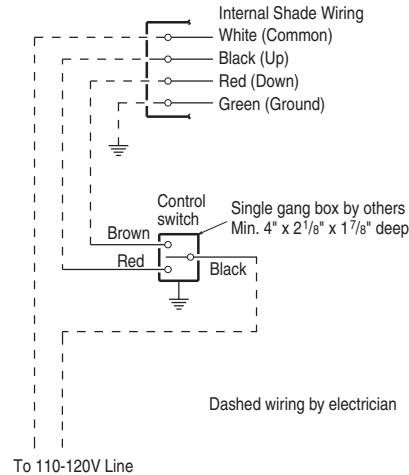 Internal Shade Wiring
White (Common)
Black (Up)
Red (Down)
Green (Ground)
Control
switch
Single gang box by others
Min. 4" x 2 1/8" x 1 7/8" deep
Brown
Red
Black
Dashed wiring by electrician
To 110-120V Line